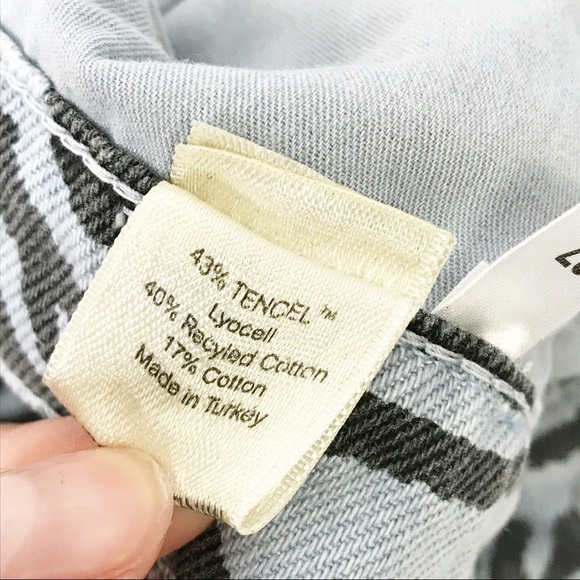 43% TENCEL™
Lyocell
40% Recyled Cotton
17% Cotton
Made in Turkey